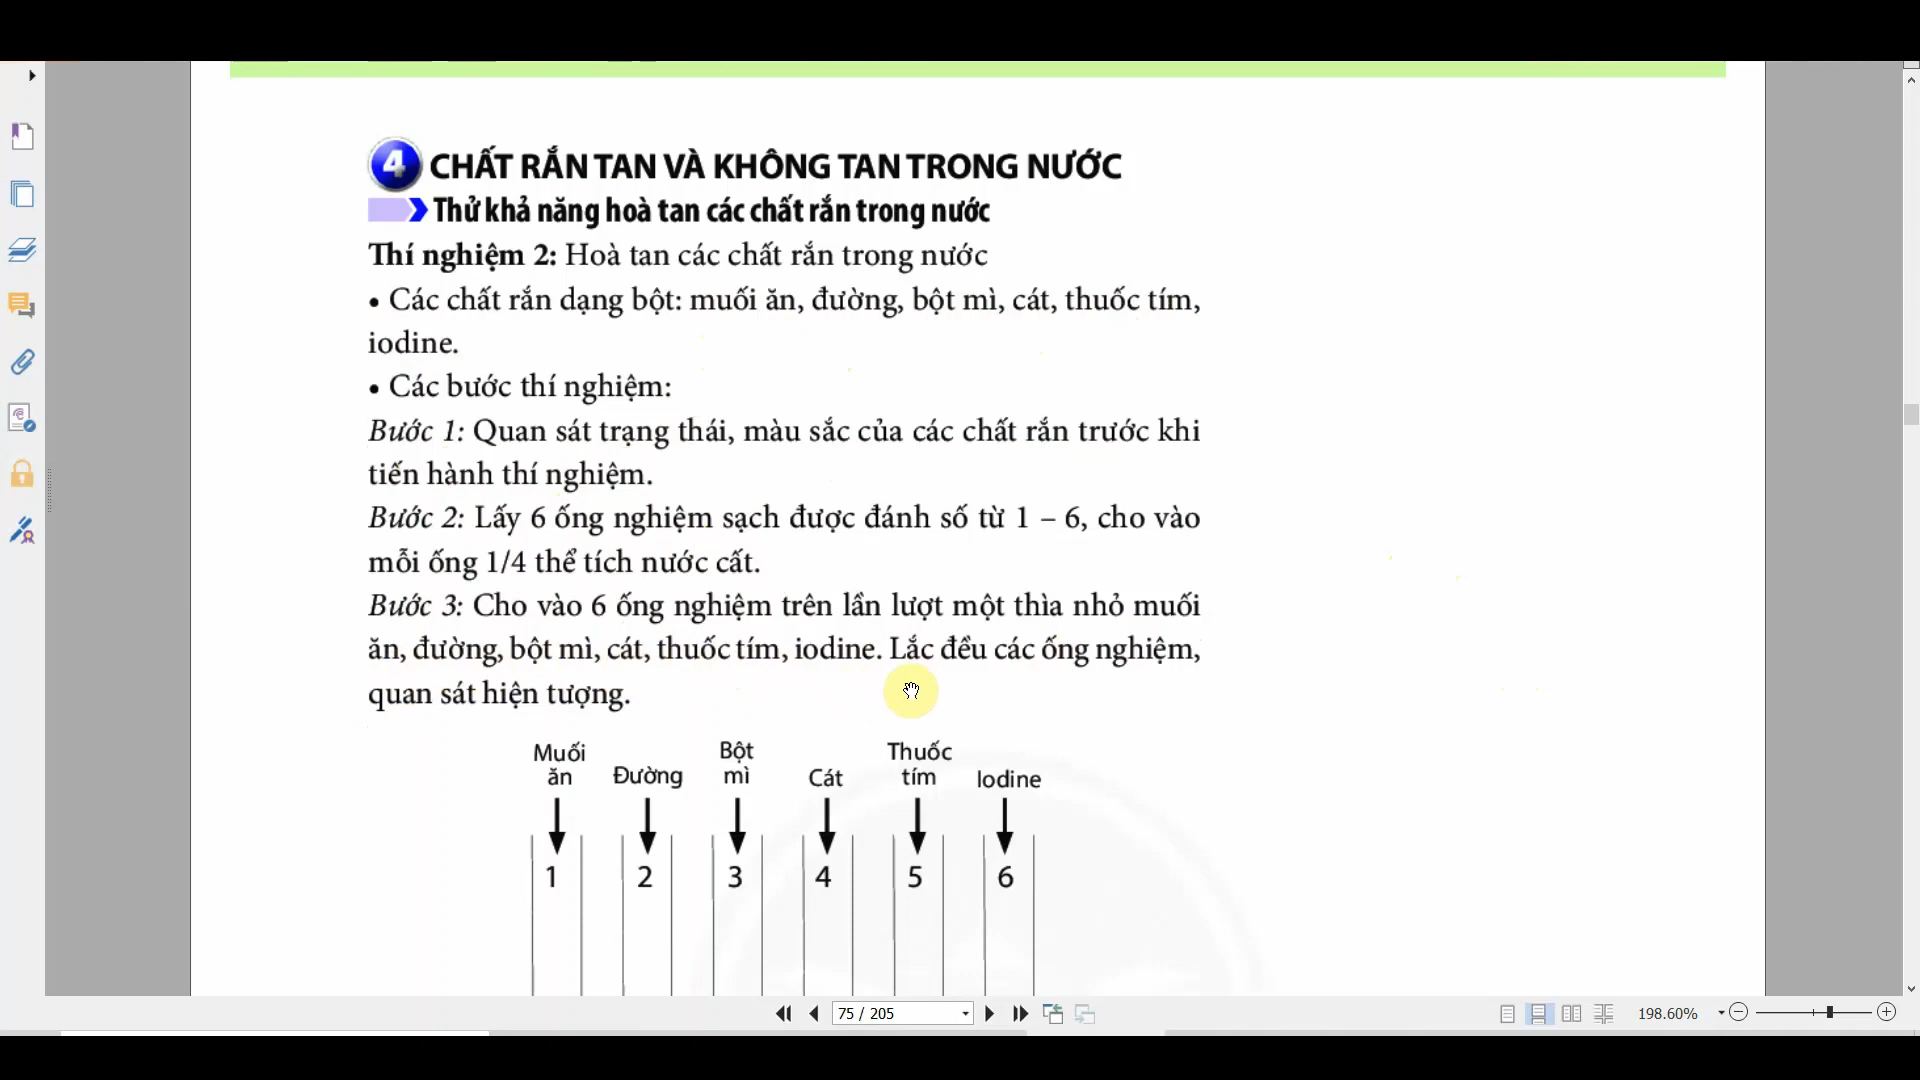 4 CHẤT RẮN TAN VÀ KHÔNG TAN TRONG NƯỚC
Thử khả năng hoà tan các chất rắn trong nước
Thí nghiệm 2: Hoà tan các chất rắn trong nước
• Các chất rắn dạng bột: muối ăn, đường, bột mì, cát, thuốc tím,
iodine.
• Các bước thí nghiệm:
Bước 1: Quan sát trạng thái, màu sắc của các chất rắn trước khi
tiến hành thí nghiệm.
Bước 2: Lấy 6 ống nghiệm sạch được đánh số từ 1 – 6, cho vào
mỗi ống 1/4 thể tích nước cất.
Bước 3: Cho vào 6 ống nghiệm trên lần lượt một thìa nhỏ muối
ăn, đường, bột mì, cát, thuốc tím, iodine. Lắc đều các ống nghiệm,
quan sát hiện tượng.
Muối
ăn
Đường
Bột
mì
Cát
Thuốc
tím
Iodine
1 2 3 4 5 6
75 / 205
198.60%